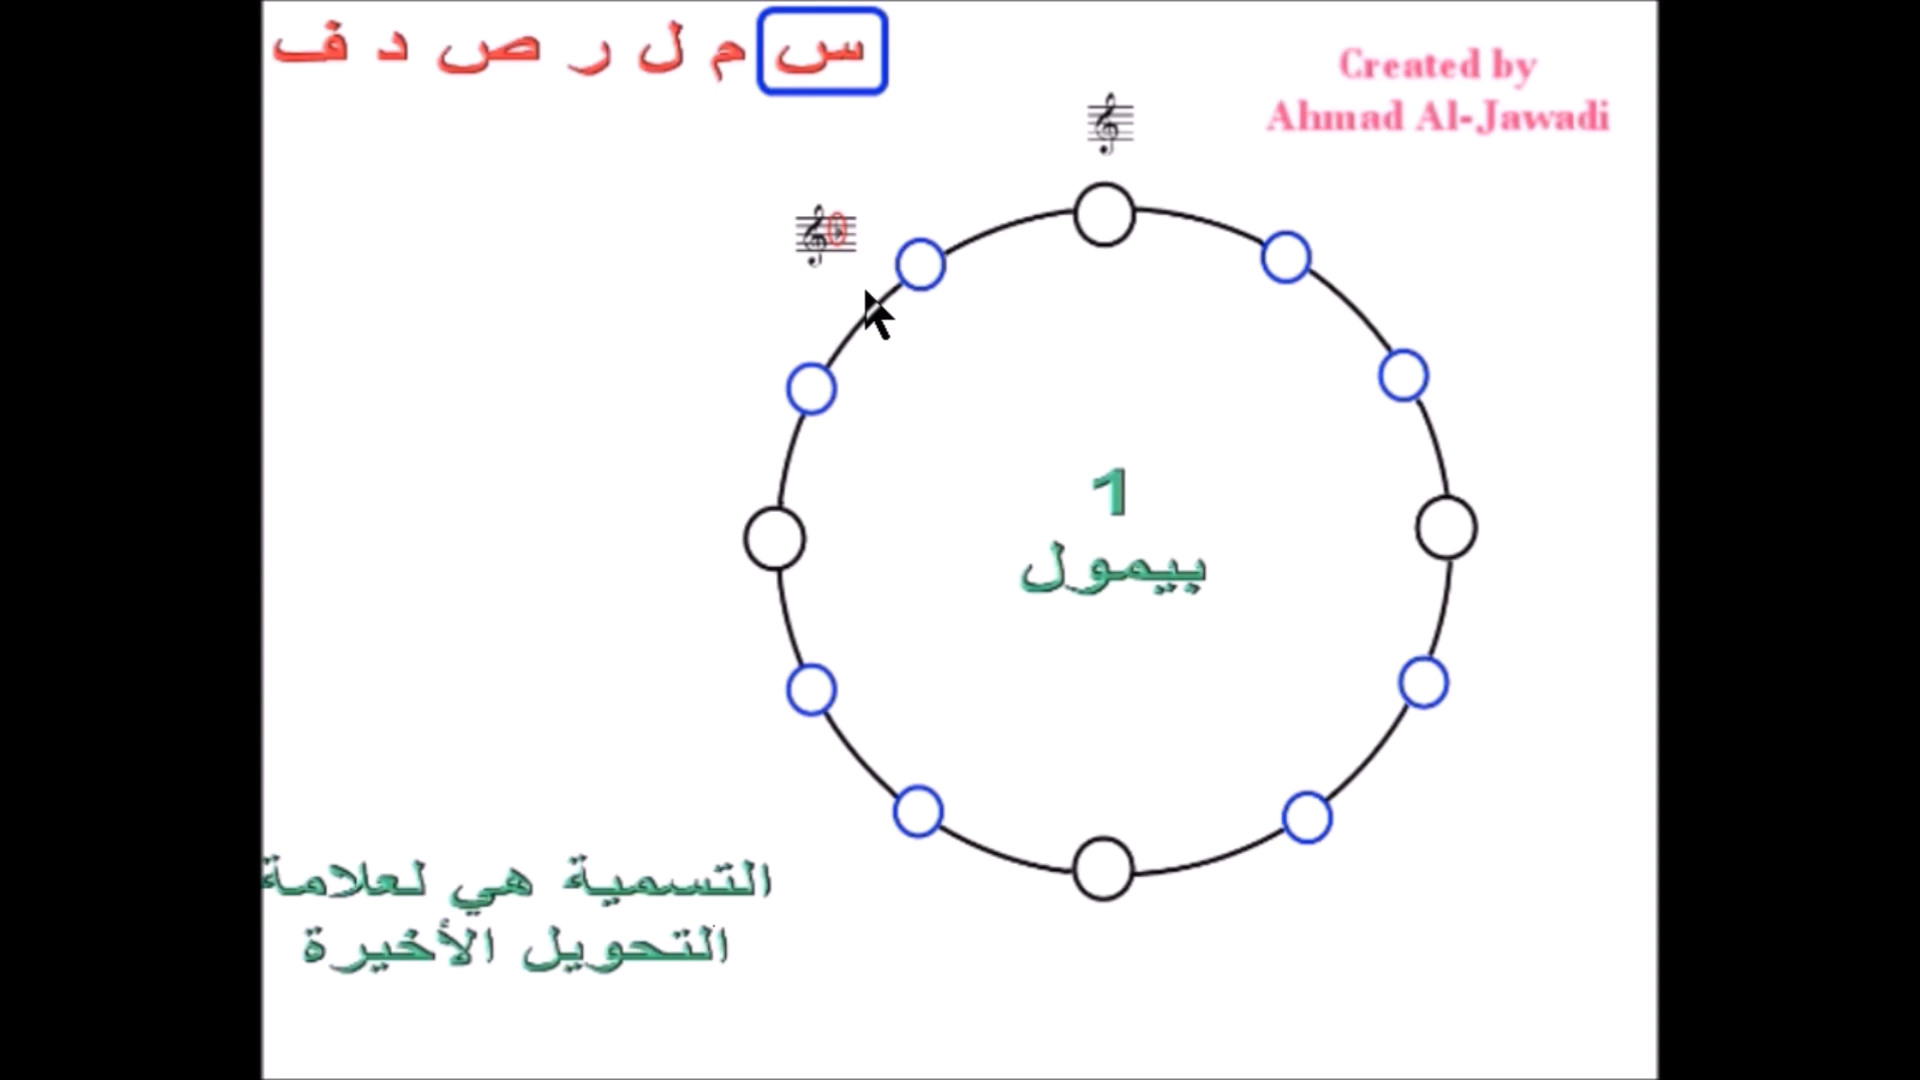 س م ل ر ص د ف
Created by
Ahmad Al-Jawadi
1
بيمول
التسمية هي لعلامة
التحويل الأخيرة